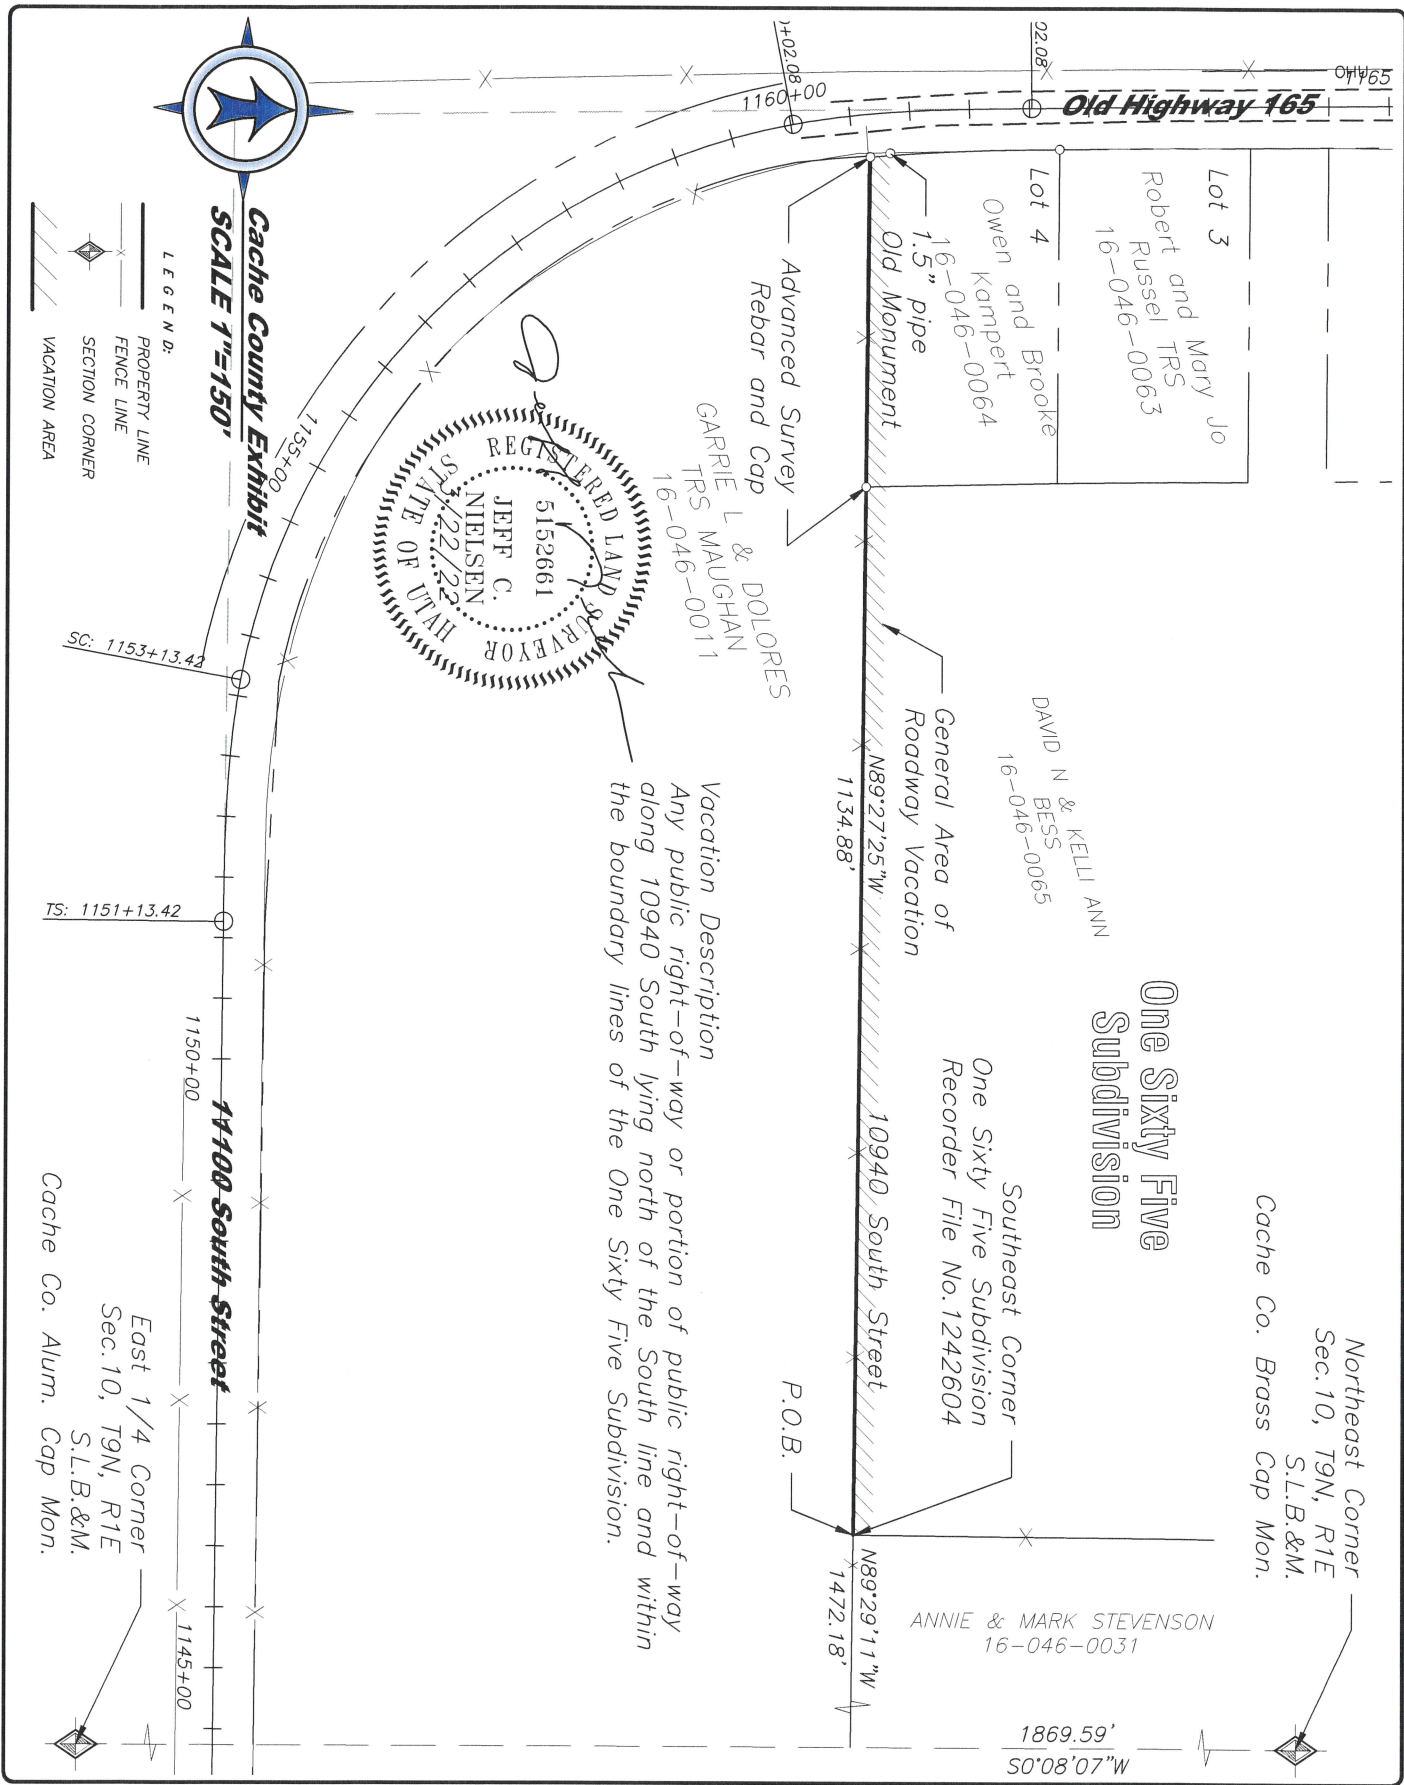 Northeast Corner
Sec.10, T9N, R1E
S.L.B.&M.
Cache Co. Brass Cap Mon.
One Sixty Five
Subdivision
Southeast Corner
One Sixty Five Subdivision
Recorder File No.1242604
P.O.B.
1869.59'
S0°08'07"W
ANNIE & MARK STEVENSON
16-046-0031
N89°29'11"W
1472.18'
Lot 3
Robert and Mary Jo
Russel TRS
16-046-0063
Lot 4
Owen and Brooke
Kampert
16-046-0064
1.5" pipe
Old Monument
Advanced Survey
Rebar and Cap
DAVID N & KELLI ANN
BESS
16-046-0065
General Area of
Roadway Vacation
N89°27'25"W
1134.88'
10940 South Street
GARRIE L & DOLORES
TRS MAUGHAN
16-046-0011
Vacation Description
Any public right-of-way or portion of public right-of-way
along 10940 South lying north of the South line and within
the boundary lines of the One Sixty Five Subdivision.
REGISTERED LAND SURVEYOR
5152661
JEFF C.
NIELSEN
3/22/22
STATE OF UTAH
Old Highway 165
OHU
1165
02.08
+02.08
1160+00
1155+00
SC: 1153+13.42
TS: 1151+13.42
1150+00
11100 South Street
1145+00
East 1/4 Corner
Sec.10, T9N, R1E
S.L.B.&M.
Cache Co. Alum. Cap Mon.
Cache County Exhibit
SCALE 1"=150'
LEGEND:
PROPERTY LINE
FENCE LINE
SECTION CORNER
VACATION AREA